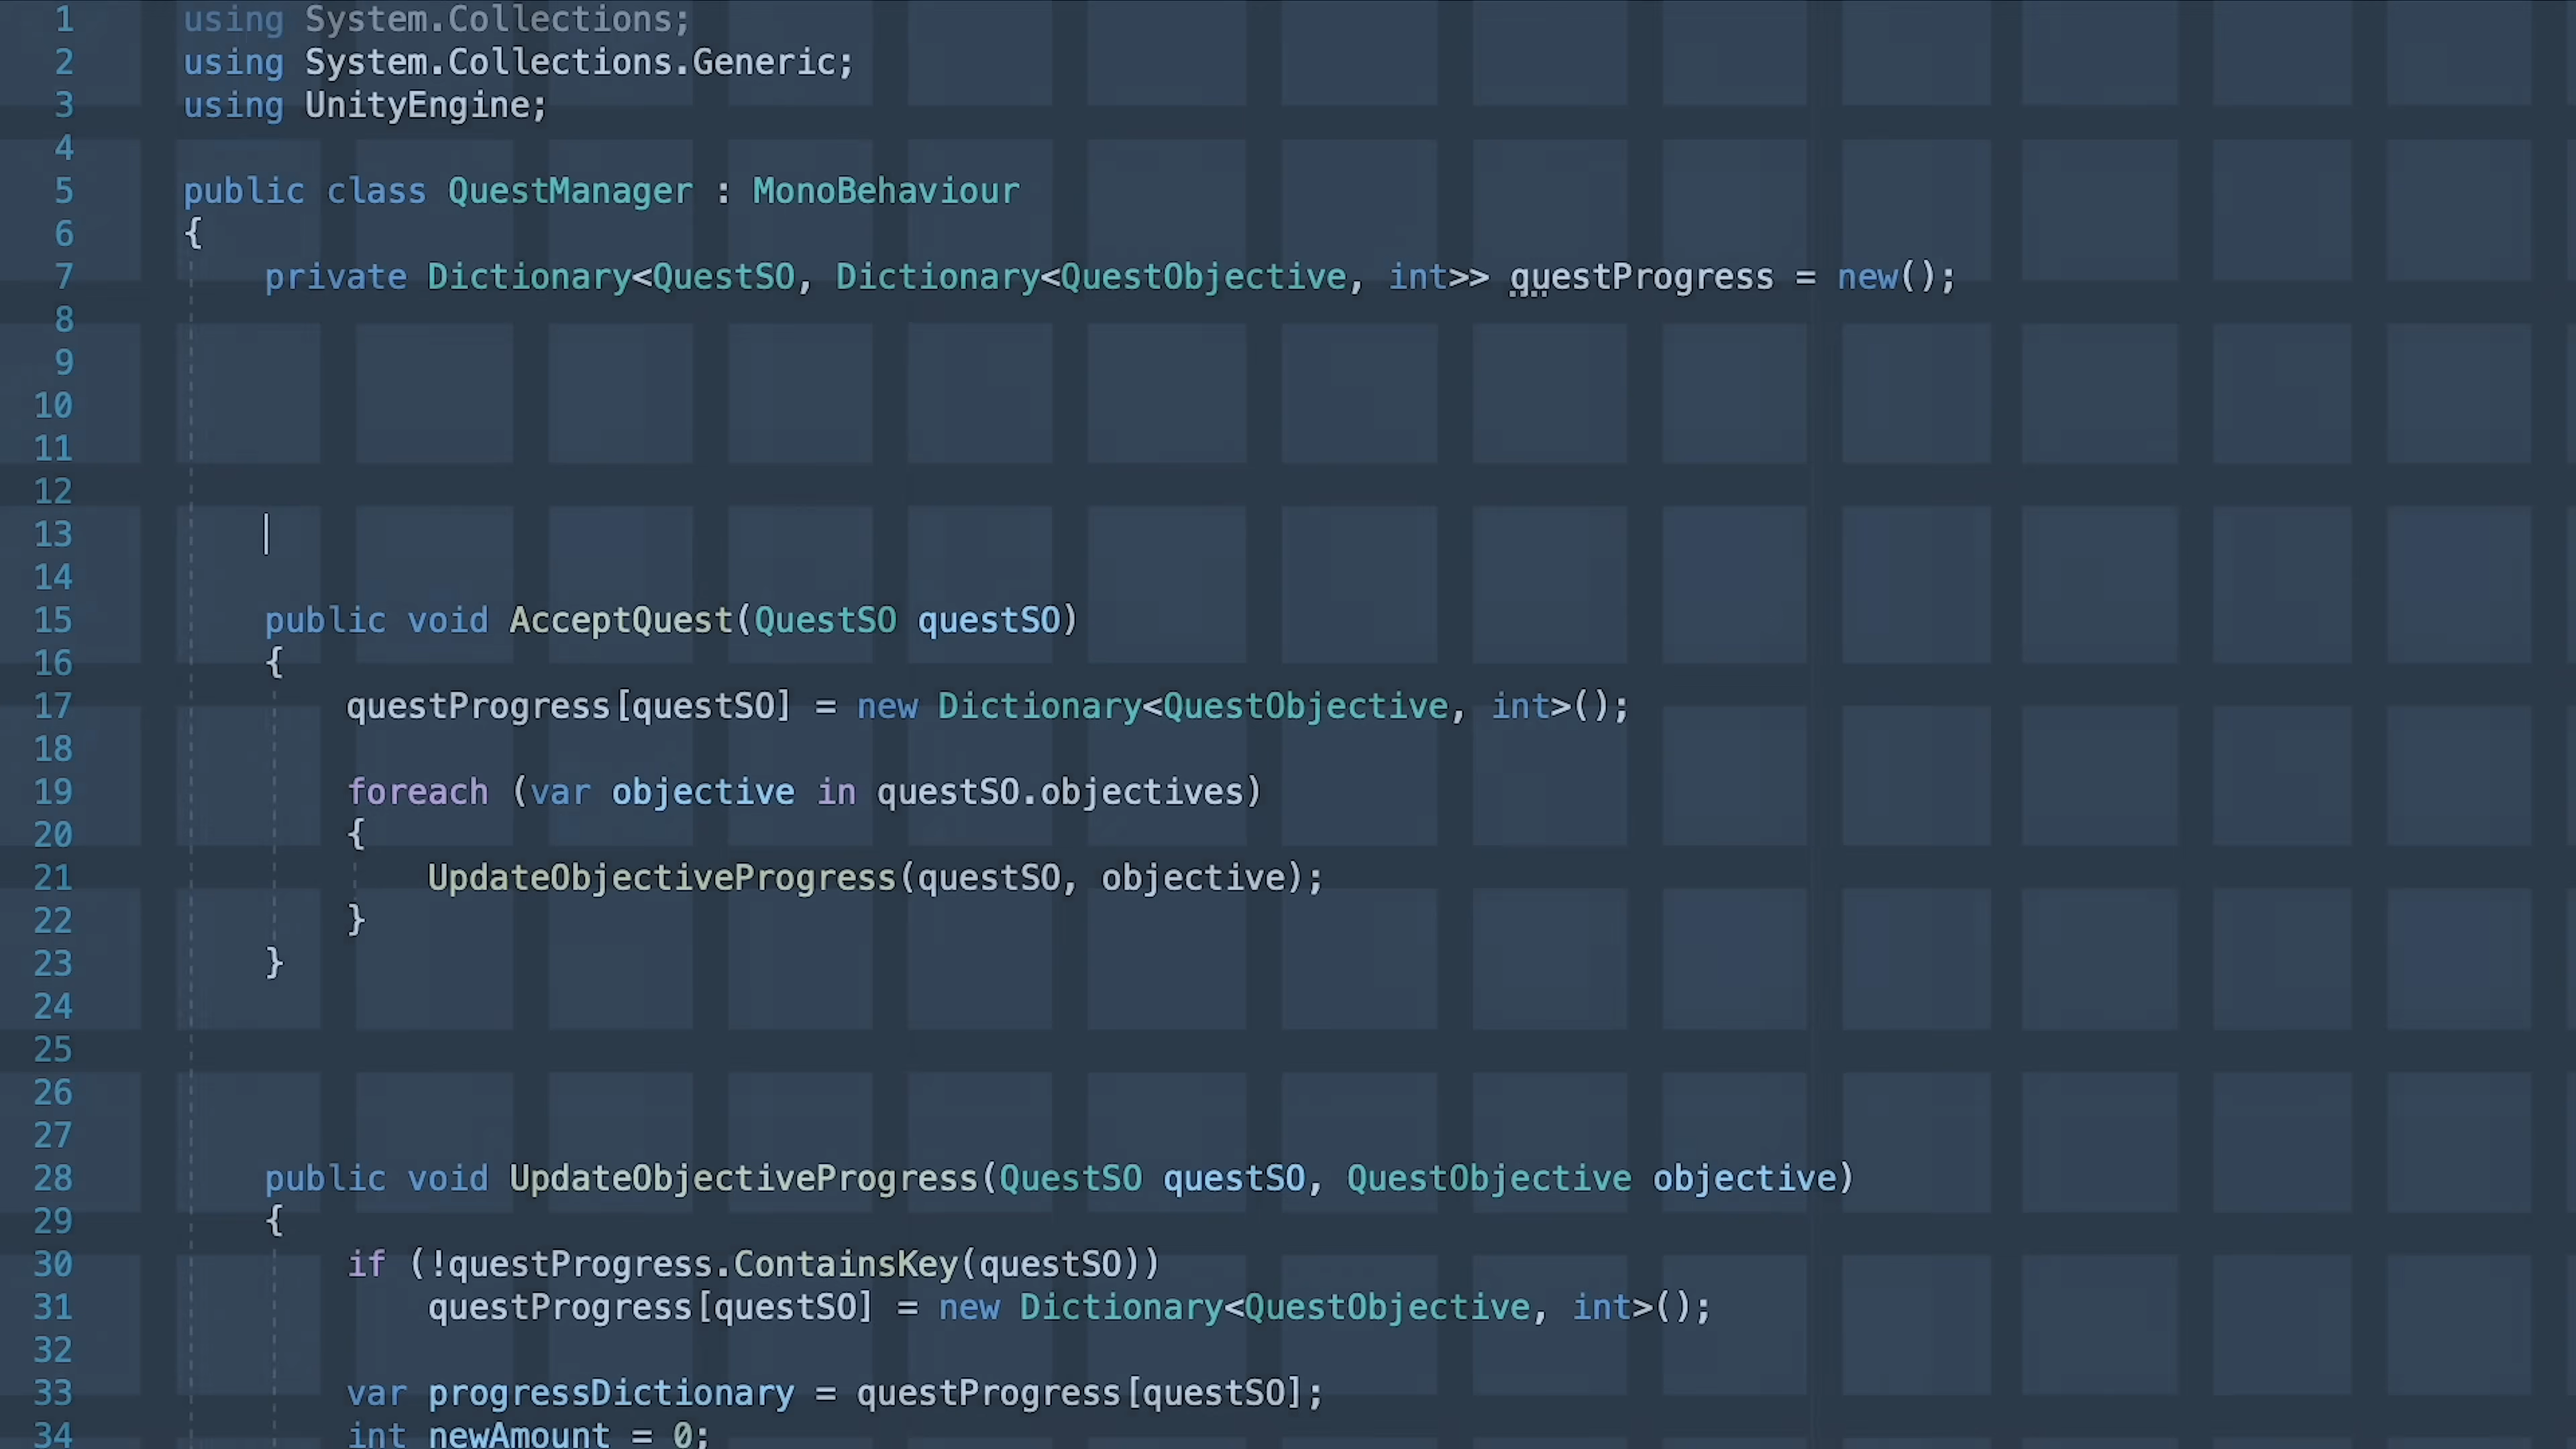 1 using System.Collections;
2 using System.Collections.Generic;
3 using UnityEngine;
4
5 public class QuestManager : MonoBehaviour
6 {
7 private Dictionary<QuestSO, Dictionary<QuestObjective, int>> questProgress = new();
8
9
10
11
12
13
14
15 public void AcceptQuest(QuestSO questSO)
16 {
17 questProgress[questSO] = new Dictionary<QuestObjective, int>();
18
19 foreach (var objective in questSO.objectives)
20 {
21 UpdateObjectiveProgress(questSO, objective);
22 }
23 }
24
25
26
27
28 public void UpdateObjectiveProgress(QuestSO questSO, QuestObjective objective)
29 {
30 if (!questProgress.ContainsKey(questSO))
31 questProgress[questSO] = new Dictionary<QuestObjective, int>();
32
33 var progressDictionary = questProgress[questSO];
34 int newAmount = 0;